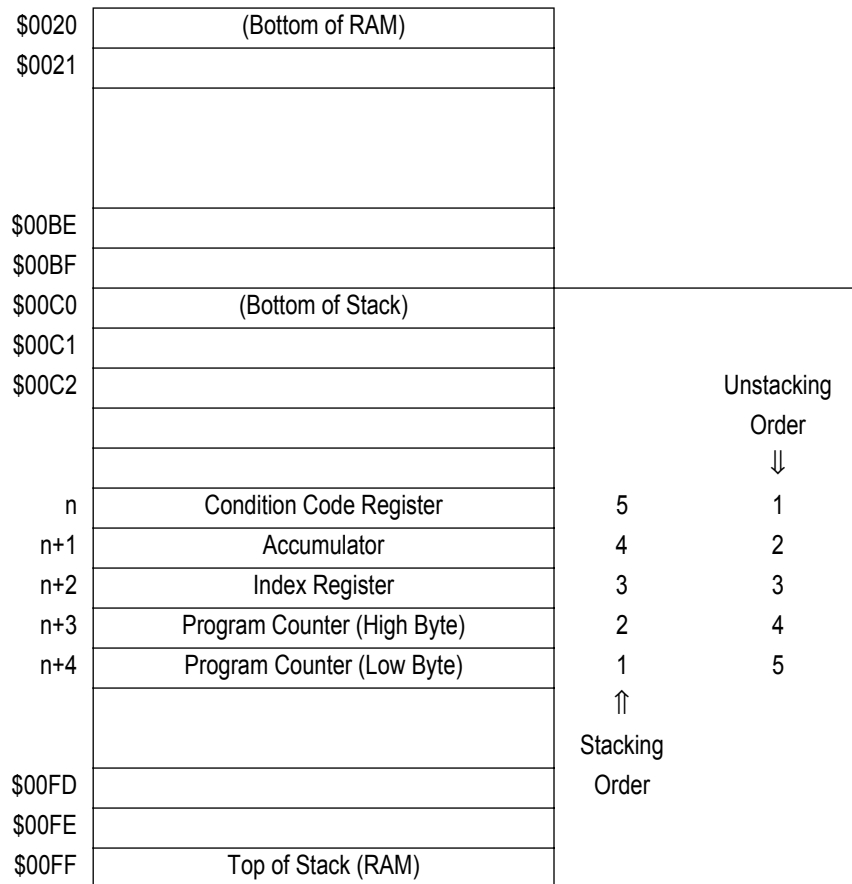 $0020 (Bottom of RAM)
$0021
$00BE
$00BF
$00C0 (Bottom of Stack)
$00C1
$00C2 Unstacking
Order
⇓
n Condition Code Register 5 1
n+1 Accumulator 4 2
n+2 Index Register 3 3
n+3 Program Counter (High Byte) 2 4
n+4 Program Counter (Low Byte) 1 5
⇑
Stacking
$00FD Order
$00FE
$00FF Top of Stack (RAM)